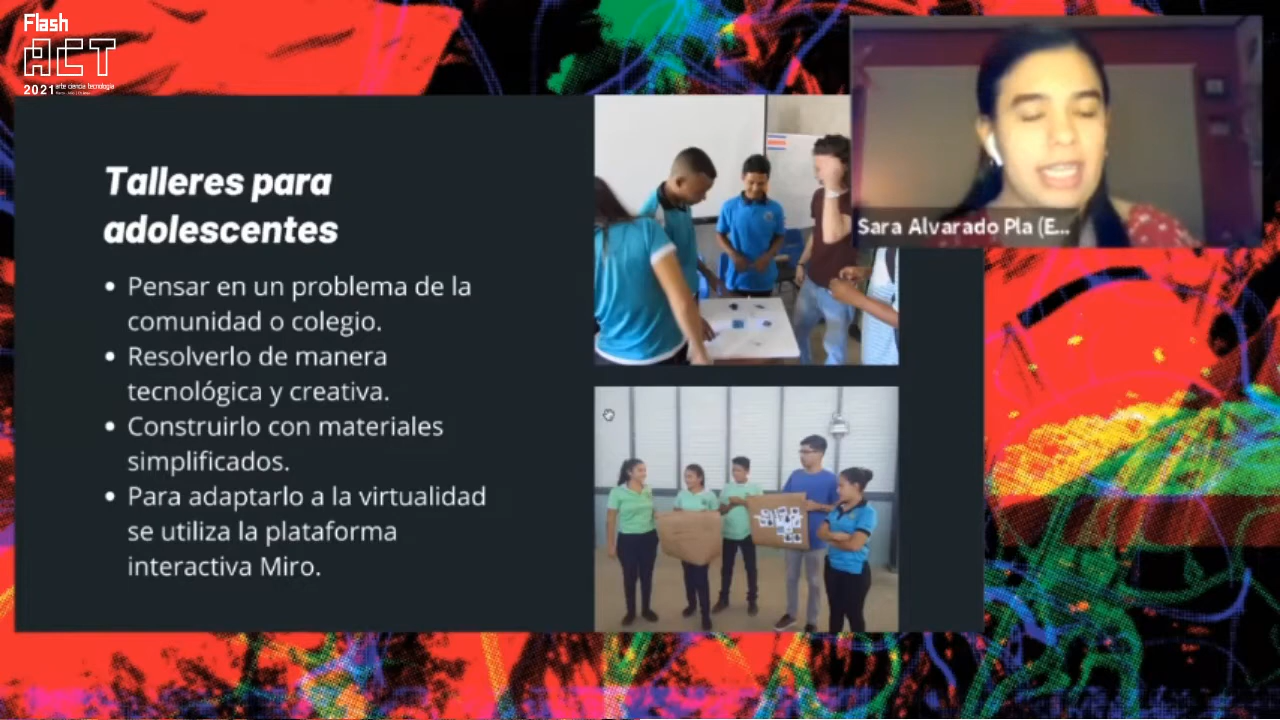 Flash
ACT
2021 arte ciencia tecnología
Talleres para
adolescentes
• Pensar en un problema de la
comunidad o colegio.
• Resolverlo de manera
tecnológica y creativa.
• Construirlo con materiales
simplificados.
• Para adaptarlo a la virtualidad
se utiliza la plataforma
interactiva Miro.
Sara Alvarado Pla (E...